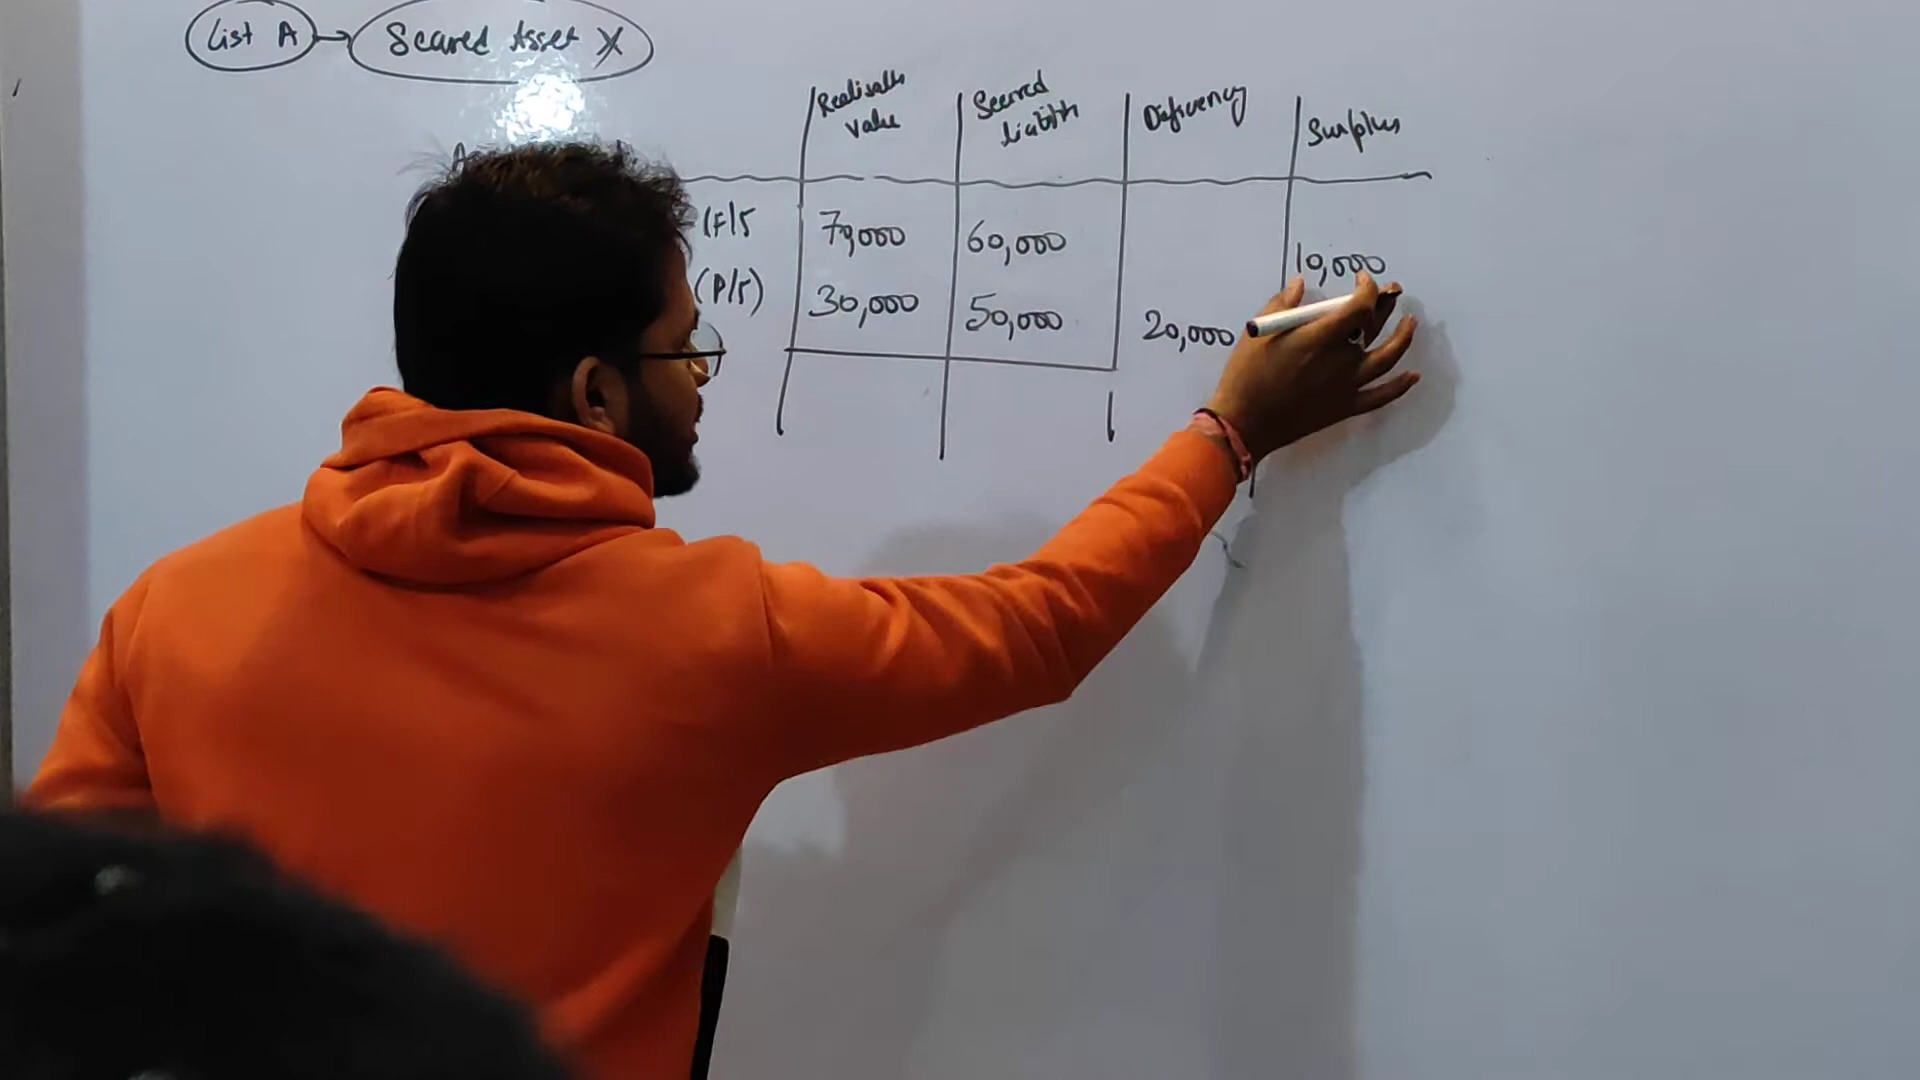 List A → Secured Asset X
Realisable value Secured liabilith Deficiency Surplus
(F/S 70,000 60,000 10,000
(P/S) 30,000 50,000 20,000